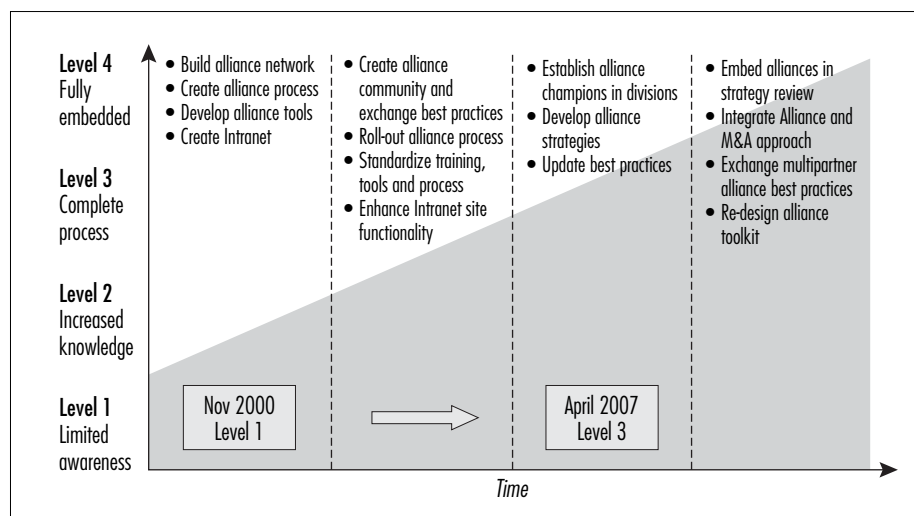 Level 4
Fully
embedded
Level 3
Complete
process
Level 2
Increased
knowledge
Level 1
Limited
awareness
• Build alliance network
• Create alliance process
• Develop alliance tools
• Create Intranet
• Create alliance
community and
exchange best practices
• Roll-out alliance process
• Standardize training,
tools and process
• Enhance Intranet site
functionality
• Establish alliance
champions in divisions
• Develop alliance
strategies
• Update best practices
• Embed alliances in
strategy review
• Integrate Alliance and
M&A approach
• Exchange multipartner
alliance best practices
• Re-design alliance
toolkit
Nov 2000
Level 1
April 2007
Level 3
Time